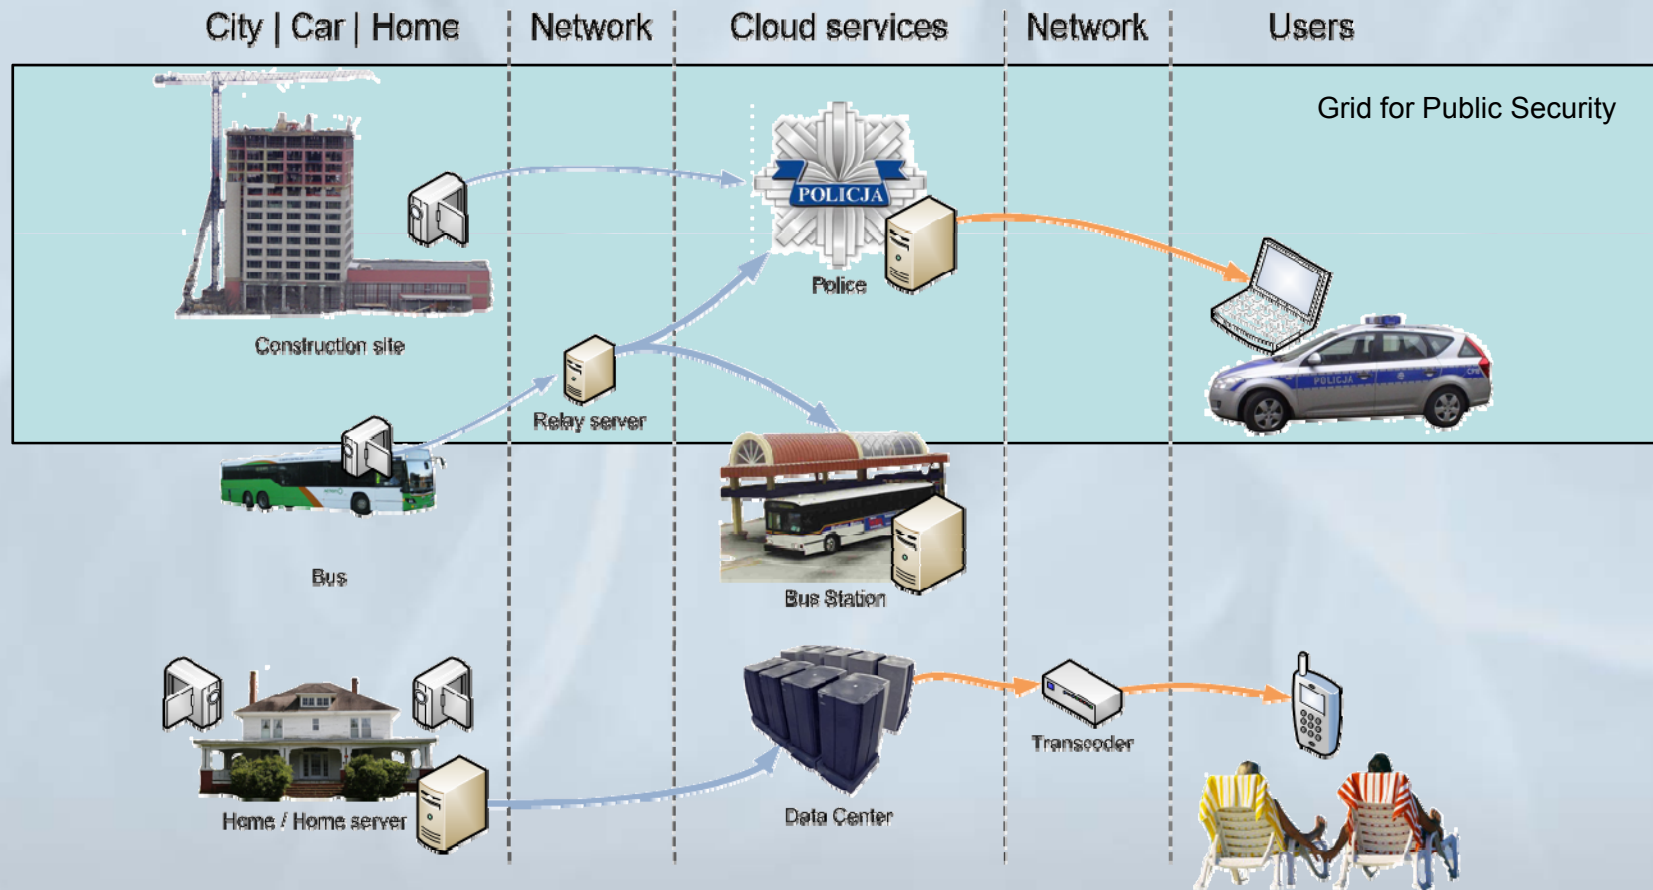 City | Car | Home
Network
Cloud services
Network
Users
Grid for Public Security
POLICJA
Police
Construction site
Relay server
POLICJA
Bus
Bus Station
Home / Home server
Data Center
Transcoder